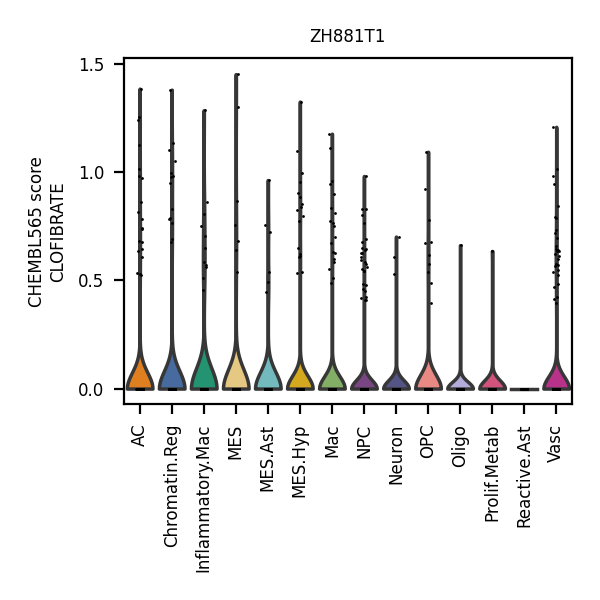 ZH881T1
CHEMBL565 score
CLOFIBRATE
1.5
1.0
0.5
0.0
AC
Chromatin.Reg
Inflammatory.Mac
MES
MES.Ast
MES.Hyp
Mac
NPC
Neuron
OPC
Oligo
Prolif.Metab
Reactive.Ast
Vasc